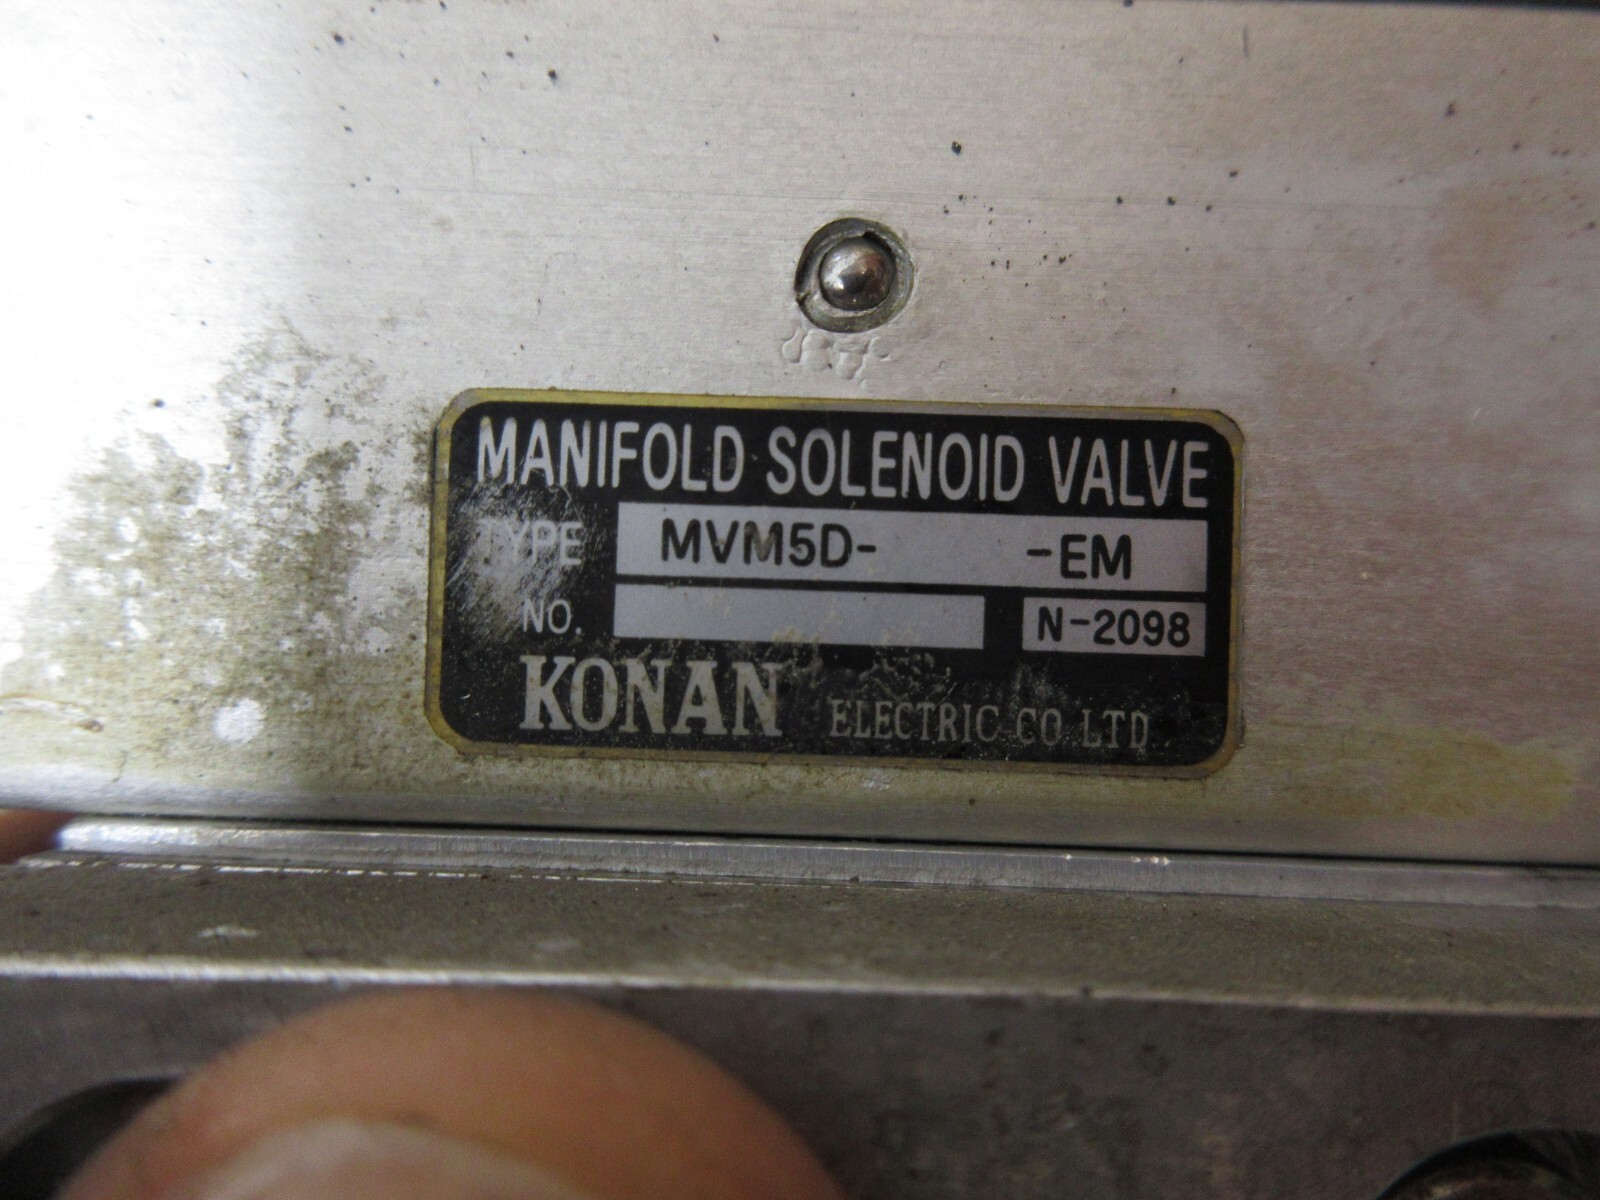 MANIFOLD SOLENOID VALVE
TYPE MVM5D- -EM
NO. N-2098
KONAN ELECTRIC CO LTD